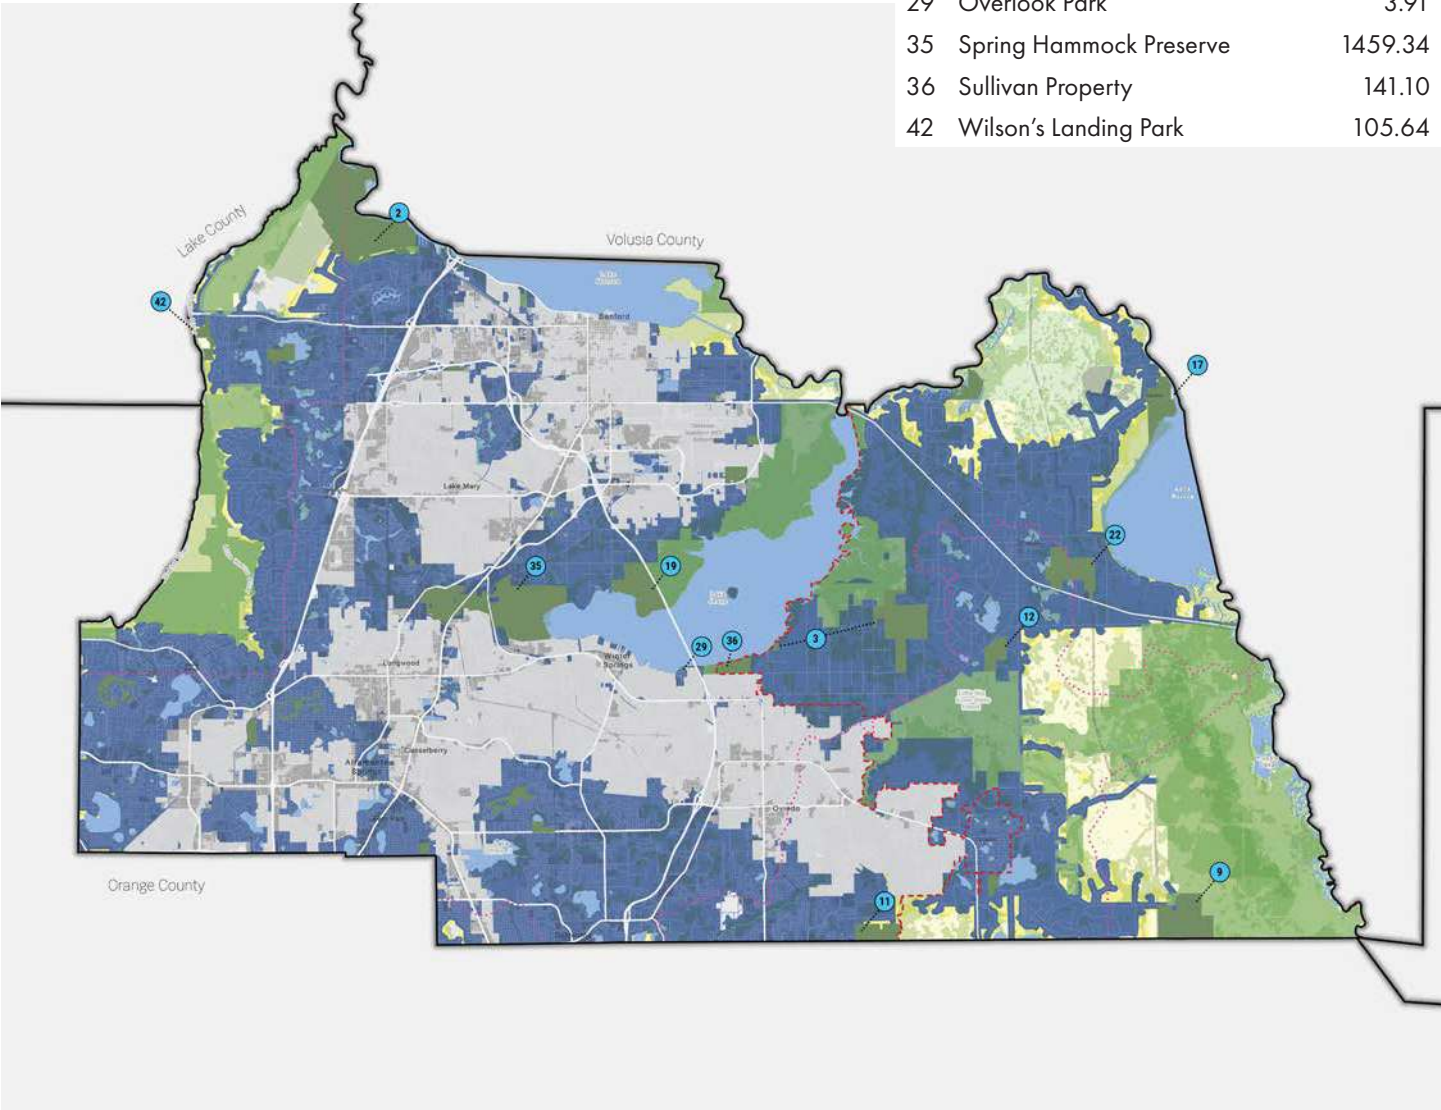 29 Overlook Park 3.91
35 Spring Hammock Preserve 1459.34
36 Sullivan Property 141.10
42 Wilson's Landing Park 105.64
Lake County
2
Volusia County
42
Sanford
17
Lake Mary
22
35
19
12
29
36
3
Winter
Springs
Longwood
Casselberry
Altamonte
Springs
Oviedo
Orange County
9
11